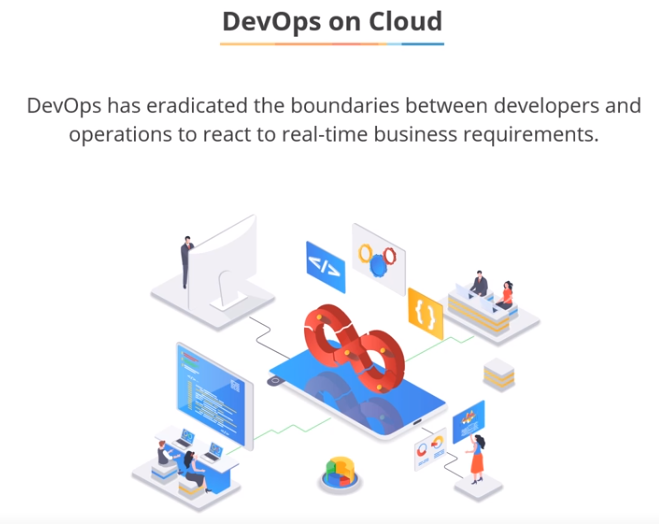 DevOps on Cloud
DevOps has eradicated the boundaries between developers and
operations to react to real-time business requirements.
</>
{ }